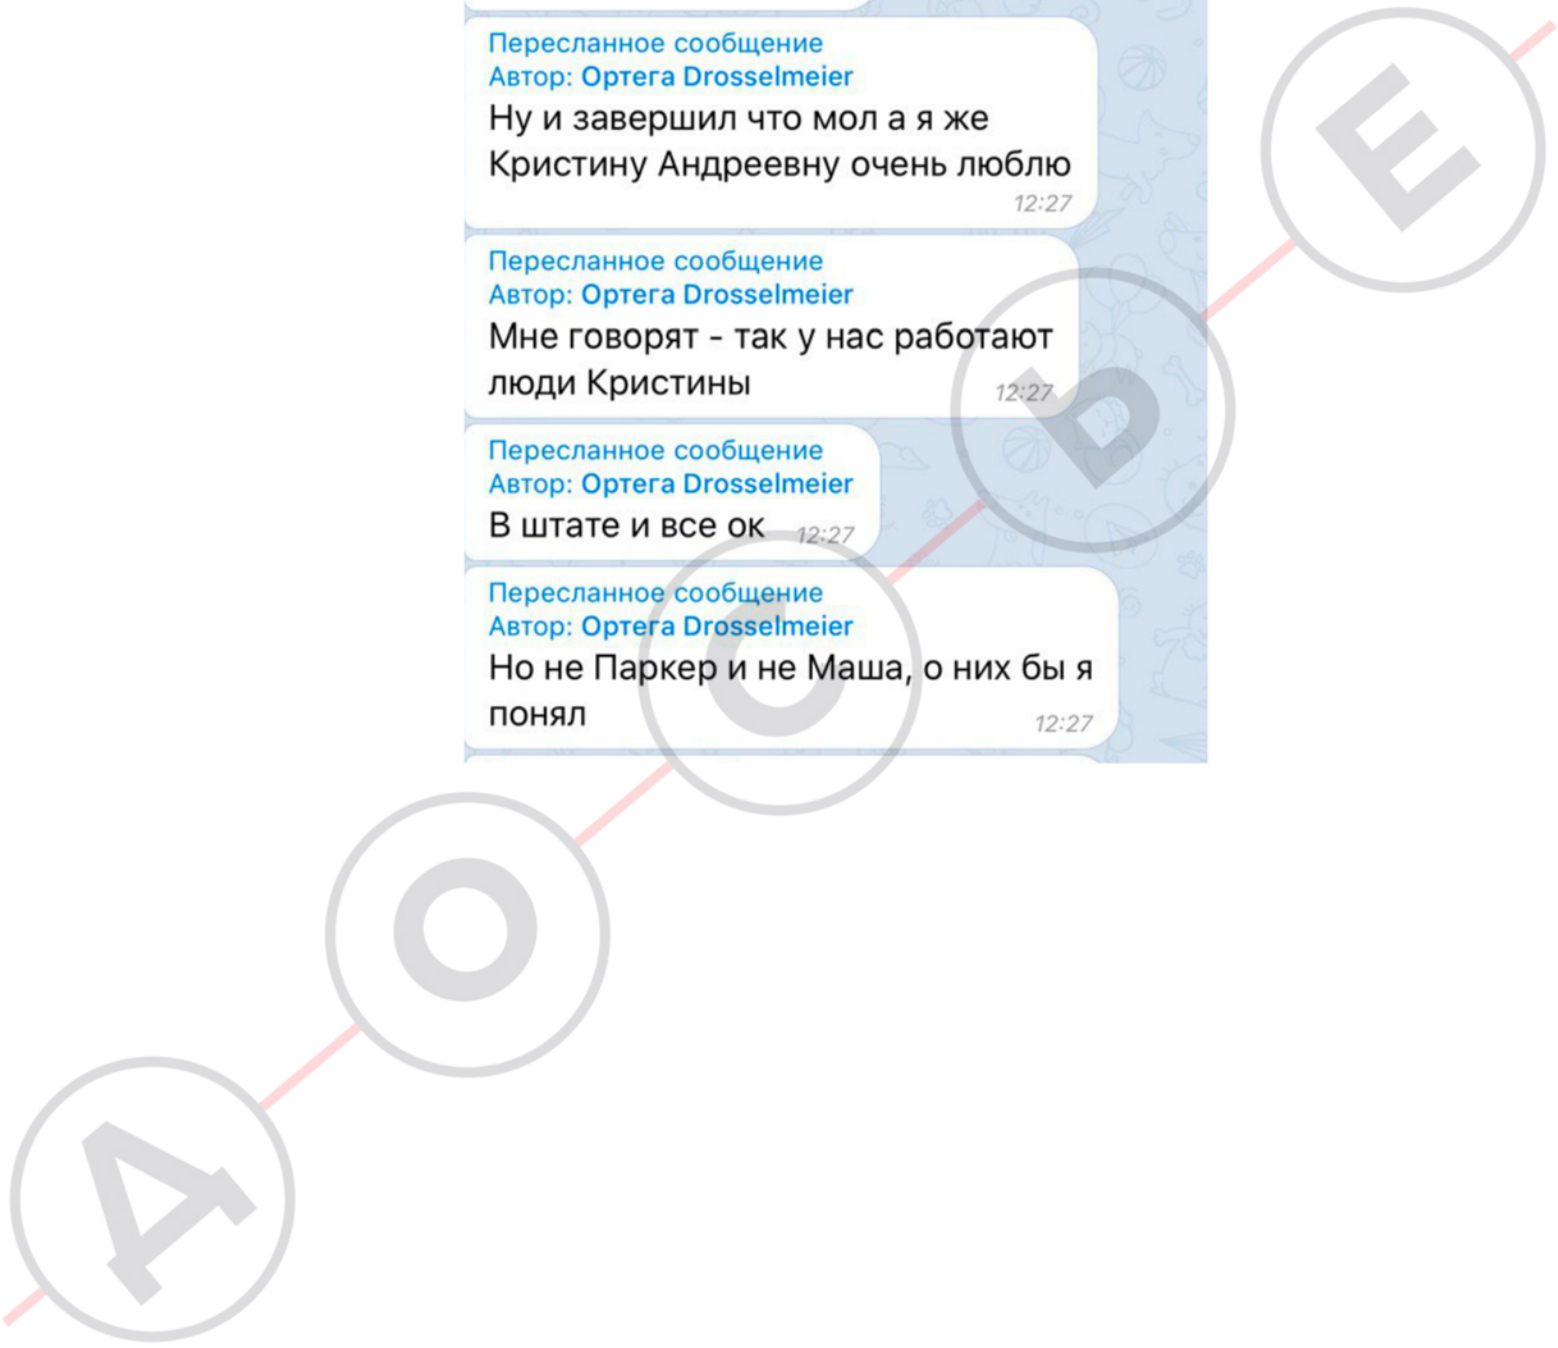 Пересланное сообщение
Автор: Ортега Drosselmeier
Ну и завершил что мол а я же
Кристину Андреевну очень люблю
12:27
Пересланное сообщение
Автор: Ортега Drosselmeier
Мне говорят - так у нас работают
люди Кристины
12:27
Пересланное сообщение
Автор: Ортега Drosselmeier
В штате и все ок 12:27
Пересланное сообщение
Автор: Ортега Drosselmeier
Но не Паркер и не Маша, о них бы я
понял
12:27
ДОСЬЕ